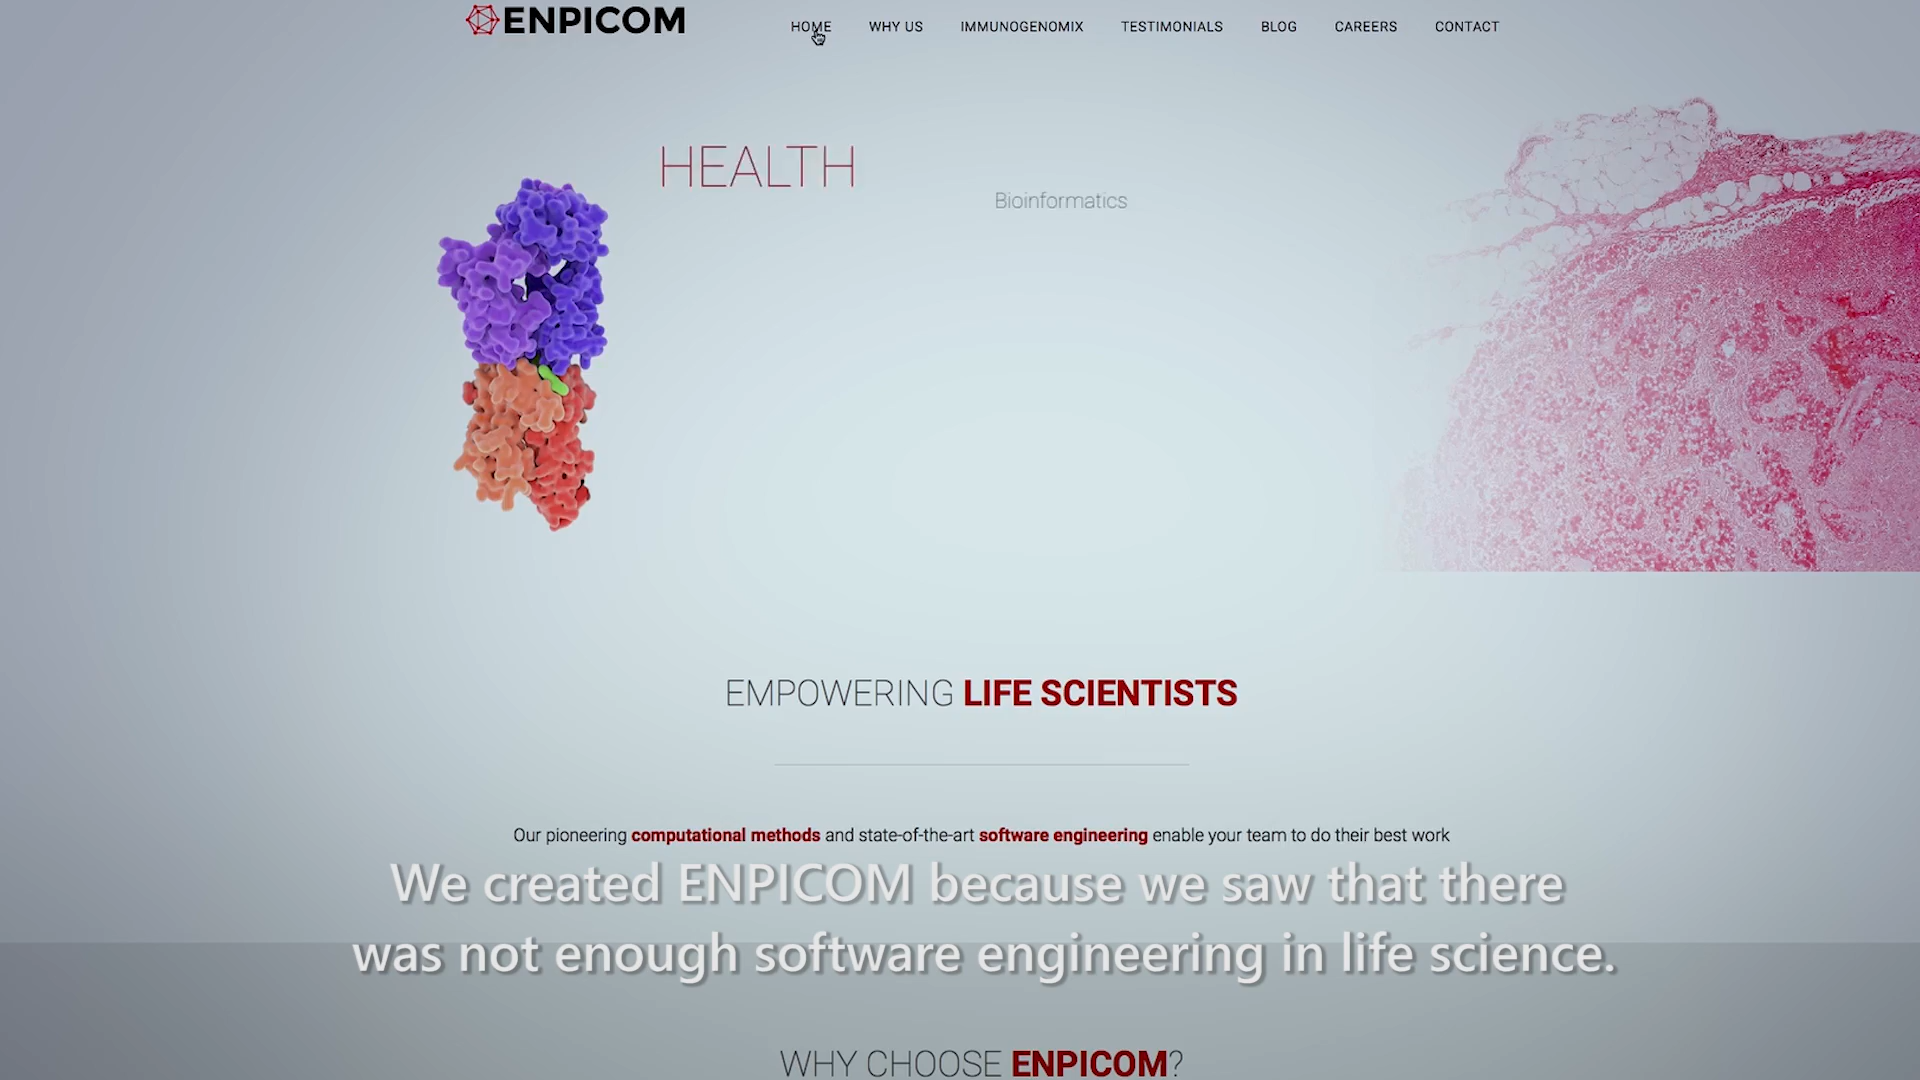 ENPICOM
HOME WHY US IMMUNOGENOMIX TESTIMONIALS BLOG CAREERS CONTACT
HEALTH
Bioinformatics
EMPOWERING LIFE SCIENTISTS
Our pioneering computational methods and state-of-the-art software engineering enable your team to do their best work
We created ENPICOM because we saw that there
was not enough software engineering in life science.
WHY CHOOSE ENPICOM?